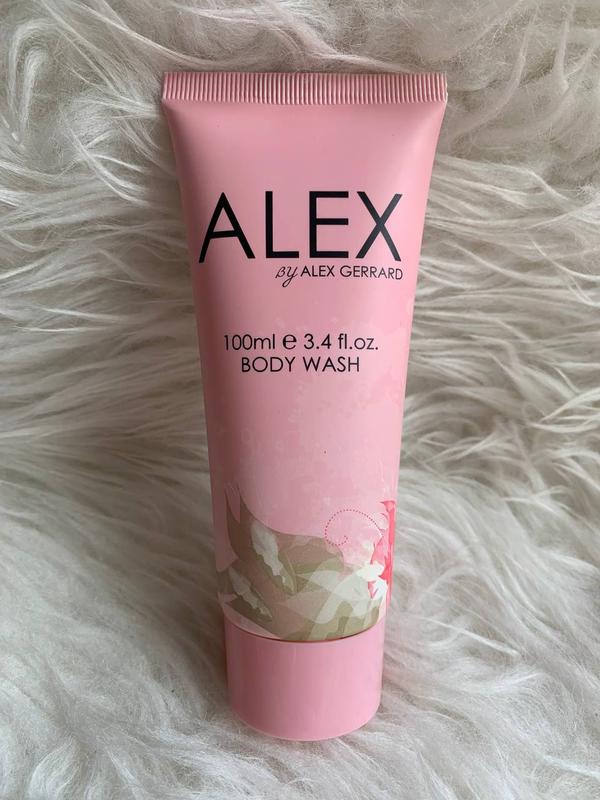 ALEX
By ALEX GERRARD
100ml ℮ 3.4 fl.oz.
BODY WASH